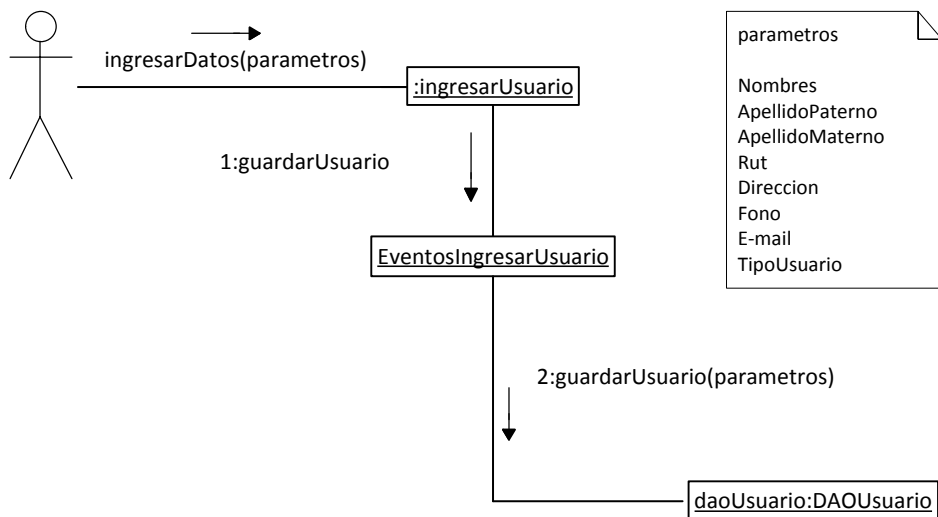 ingresarDatos(parametros)
:ingresarUsuario
1:guardarUsuario
EventosIngresarUsuario
2:guardarUsuario(parametros)
daoUsuario:DAOUsuario
parametros
Nombres
ApellidoPaterno
ApellidoMaterno
Rut
Direccion
Fono
E-mail
TipoUsuario